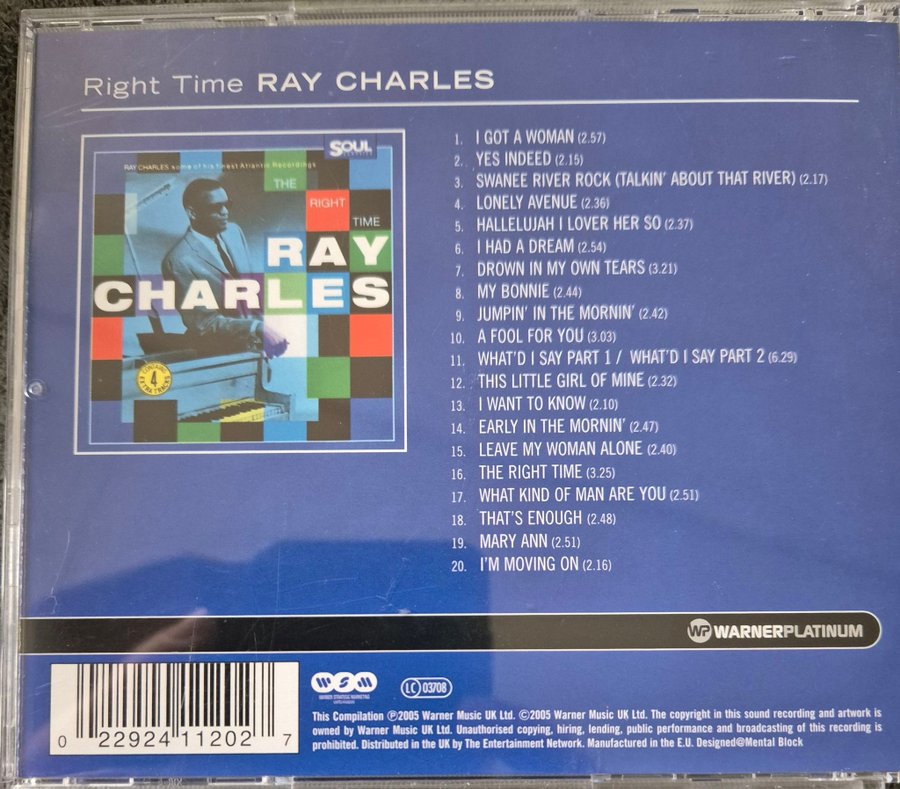 Right Time RAY CHARLES
SOUL
RAY CHARLES some of his finest Atlantic Recordings
THE
RIGHT
TIME
RAY
CHARLES
CONTAINS
4
EXTRA TRACKS
1. I GOT A WOMAN (2.57)
2. YES INDEED (2.15)
3. SWANEE RIVER ROCK (TALKIN' ABOUT THAT RIVER) (2.17)
4. LONELY AVENUE (2.36)
5. HALLELUJAH I LOVER HER SO (2.37)
6. I HAD A DREAM (2.54)
7. DROWN IN MY OWN TEARS (3.21)
8. MY BONNIE (2.44)
9. JUMPIN' IN THE MORNIN' (2.42)
10. A FOOL FOR YOU (3.03)
11. WHAT'D I SAY PART 1 / WHAT'D I SAY PART 2 (6.29)
12. THIS LITTLE GIRL OF MINE (2.32)
13. I WANT TO KNOW (2.10)
14. EARLY IN THE MORNIN' (2.47)
15. LEAVE MY WOMAN ALONE (2.40)
16. THE RIGHT TIME (3.25)
17. WHAT KIND OF MAN ARE YOU (2.51)
18. THAT'S ENOUGH (2.48)
19. MARY ANN (2.51)
20. I'M MOVING ON (2.16)
WP WARNERPLATINUM
WSM
WARNER STRATEGIC MARKETING
LC 03708
This Compilation ℗2005 Warner Music UK Ltd. ©2005 Warner Music UK Ltd. The copyright in this sound recording and artwork is
owned by Warner Music UK Ltd. Unauthorised copying, hiring, lending, public performance and broadcasting of this recording is
prohibited. Distributed in the UK by The Entertainment Network. Manufactured in the E.U. Designed@Mental Block
0 22924 11202 7